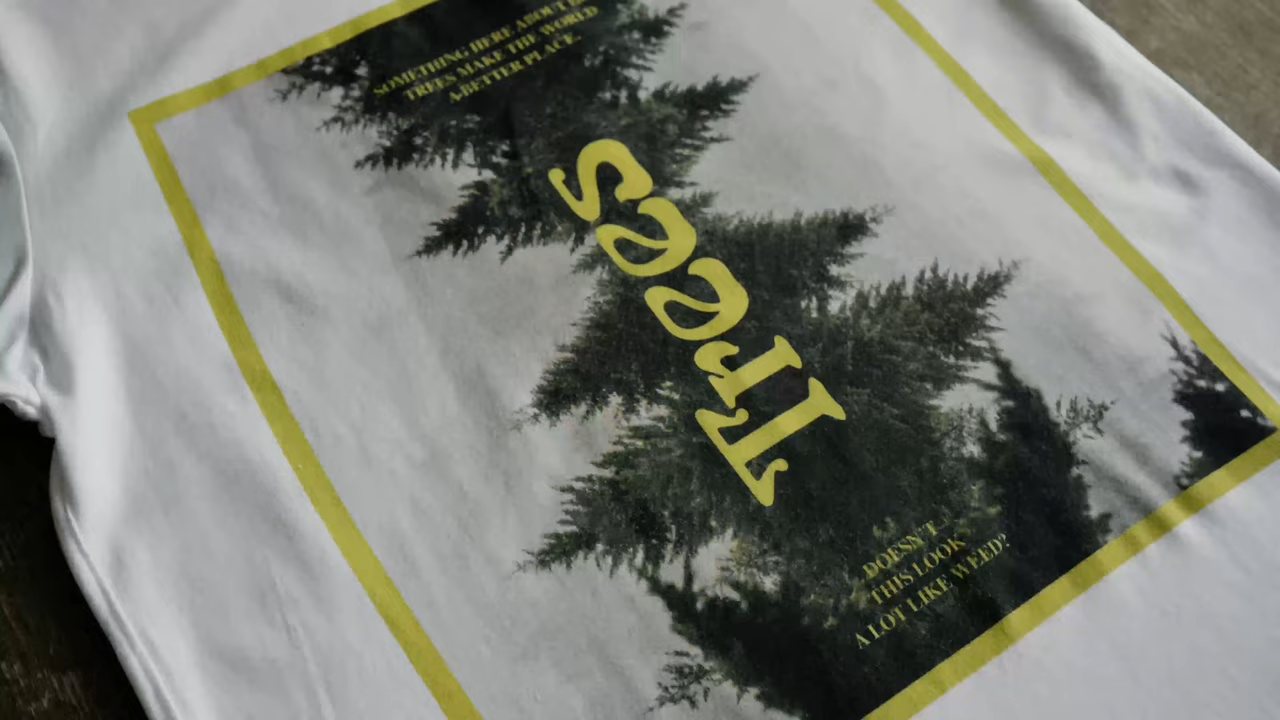 SOMETHING HERE ABOUT
TREES MAKE THE WORLD
A BETTER PLACE.
Trees
DOESN'T
THIS LOOK
A LOT LIKE WEED?